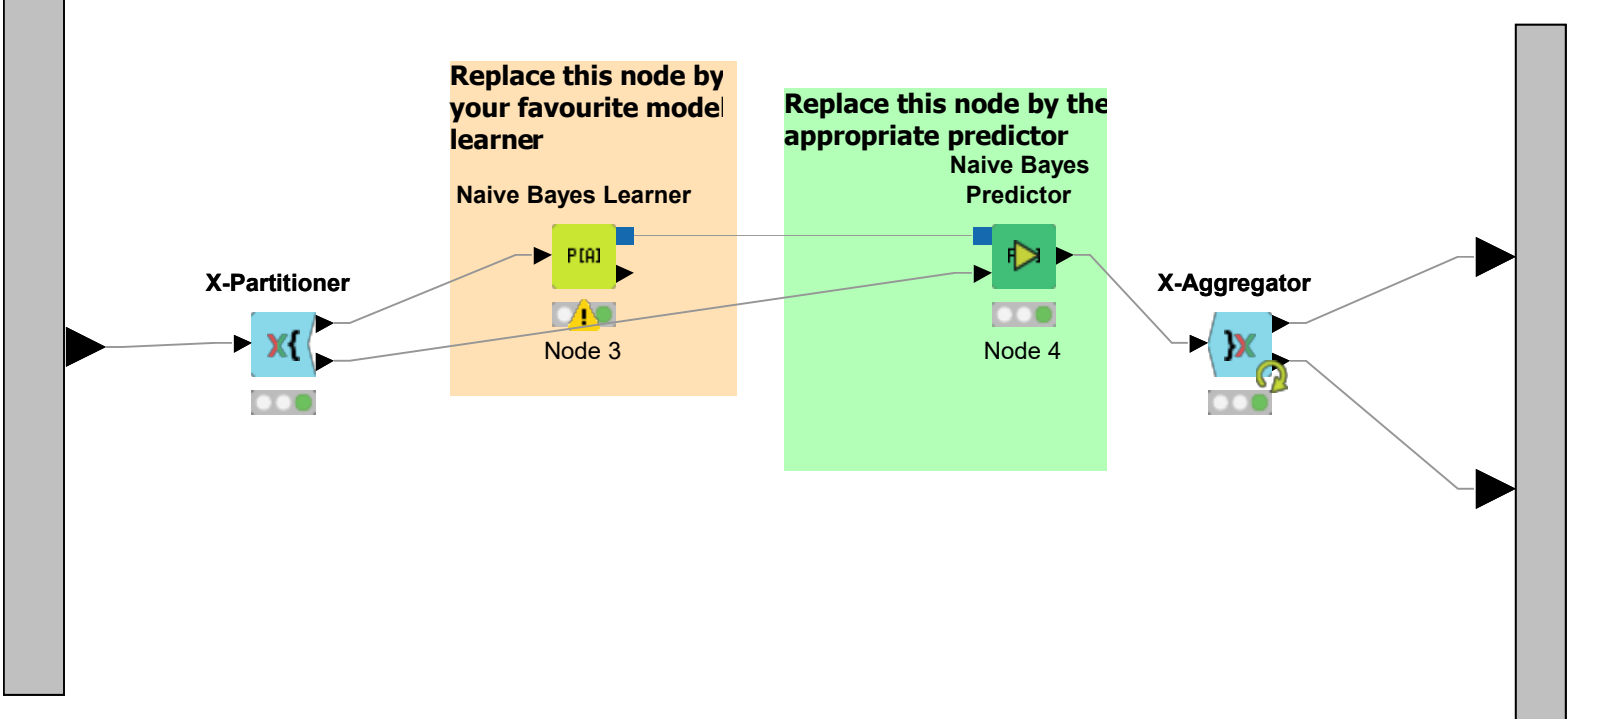 Replace this node by
your favourite model
learner
Replace this node by the
appropriate predictor
Naive Bayes
Predictor
Naive Bayes Learner
P[A]
X-Partitioner
X{
X-Aggregator
}X
Node 3
Node 4